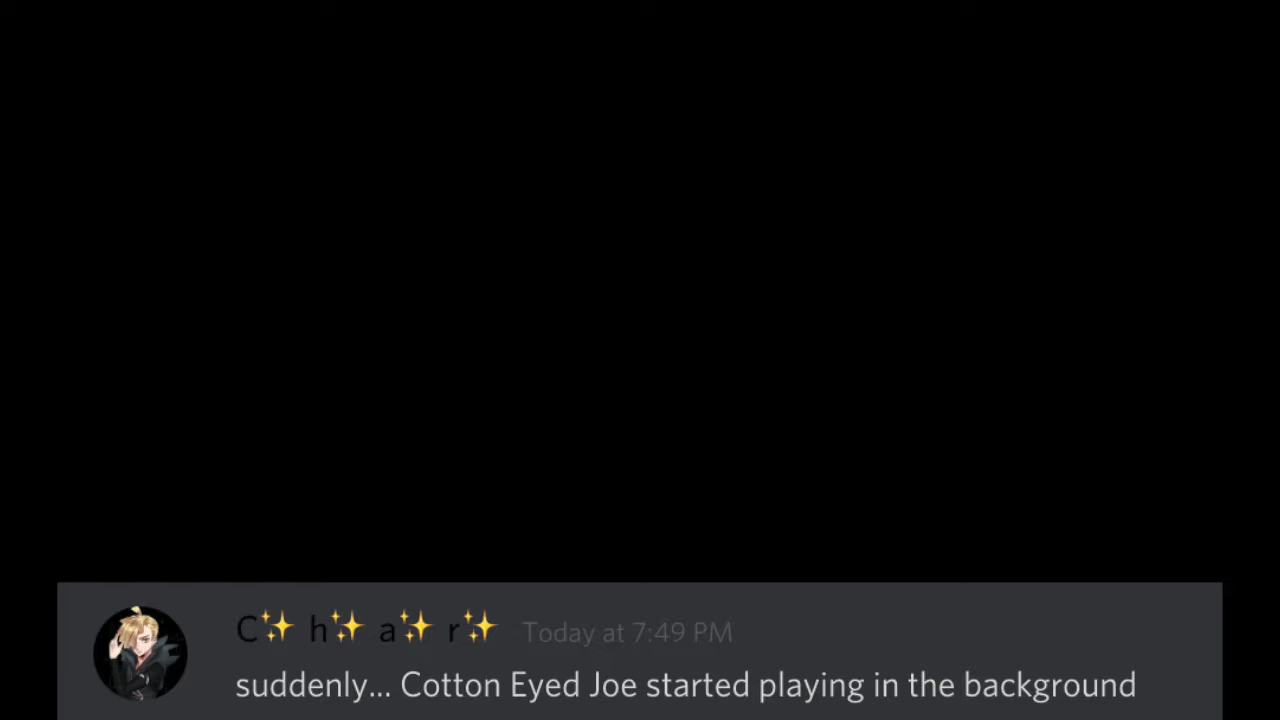 C✨ h✨ a✨ r✨ Today at 7:49 PM
suddenly... Cotton Eyed Joe started playing in the background